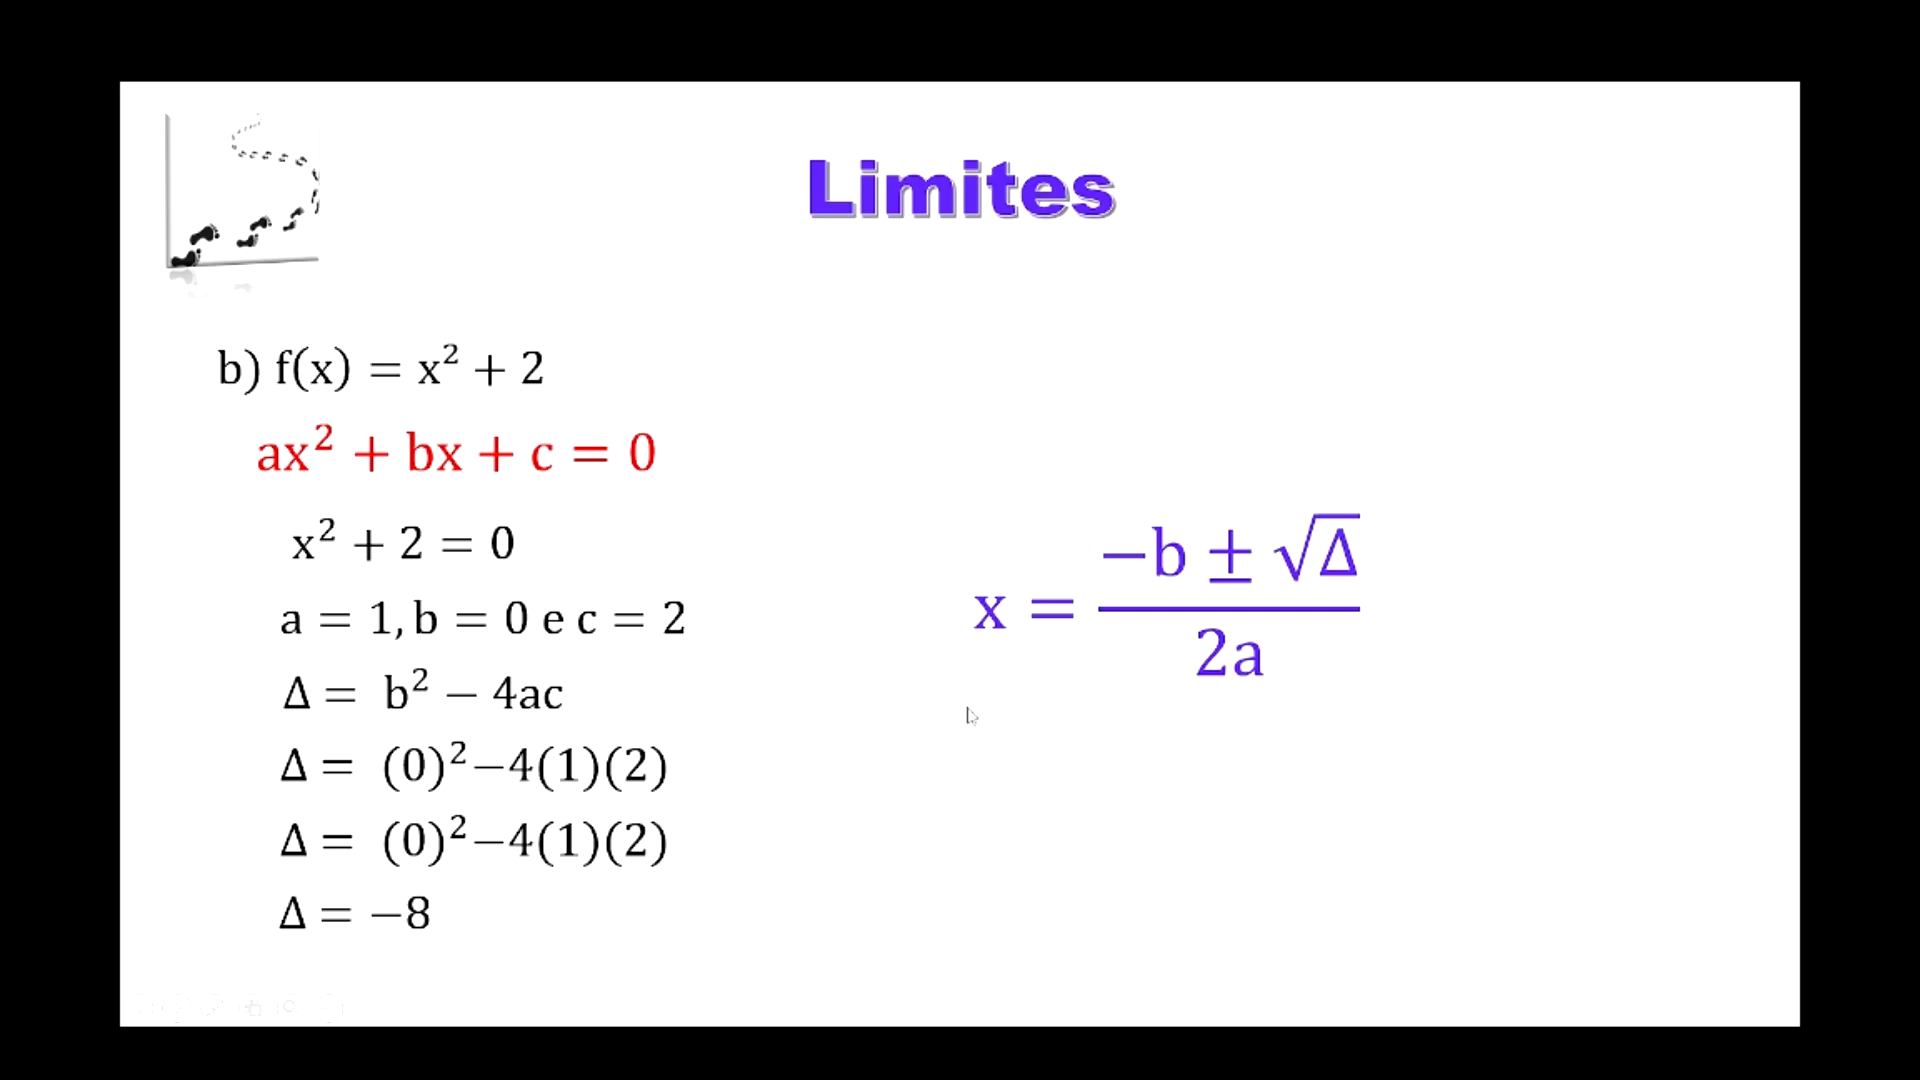 Limites
b) f(x) = x² + 2
ax² + bx + c = 0
x² + 2 = 0
a = 1, b = 0 e c = 2
Δ = b² − 4ac
Δ = (0)²−4(1)(2)
Δ = (0)²−4(1)(2)
Δ = −8
x = (−b ± √Δ) / 2a